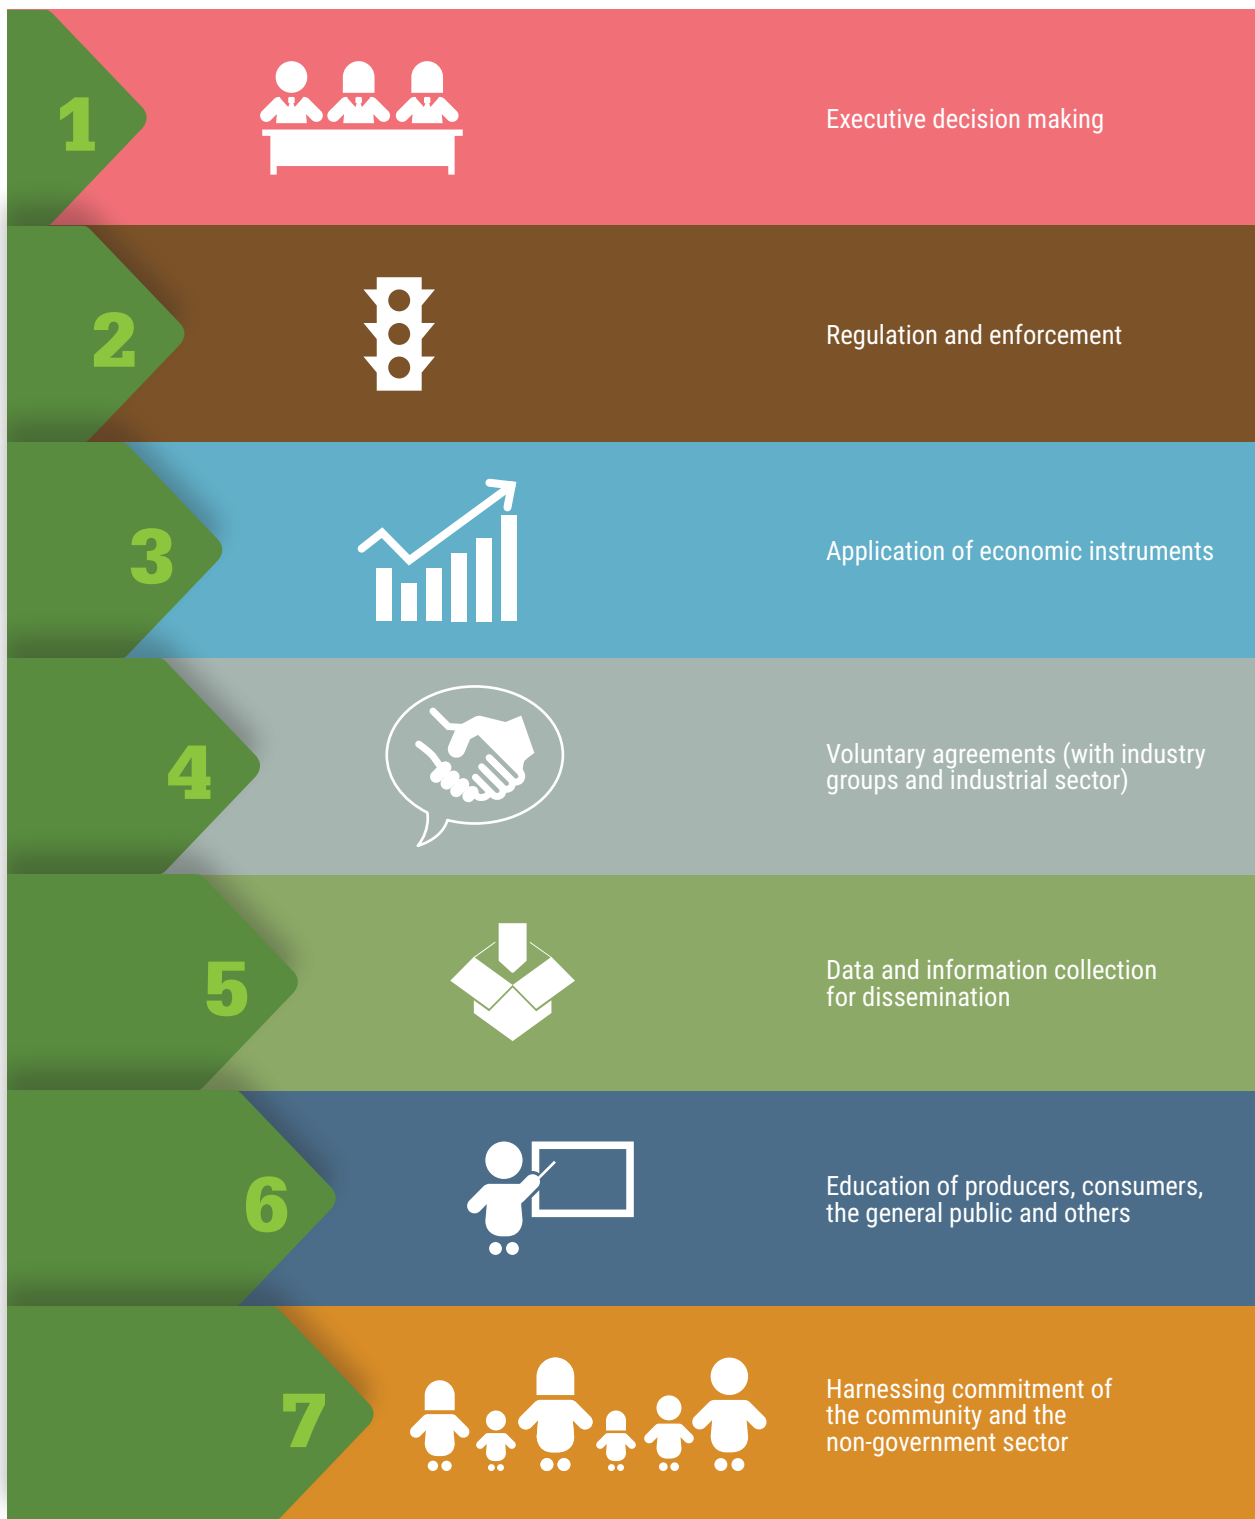 1
Executive decision making
2
Regulation and enforcement
3
Application of economic instruments
4
Voluntary agreements (with industry
groups and industrial sector)
5
Data and information collection
for dissemination
6
Education of producers, consumers,
the general public and others
7
Harnessing commitment of
the community and the
non-government sector